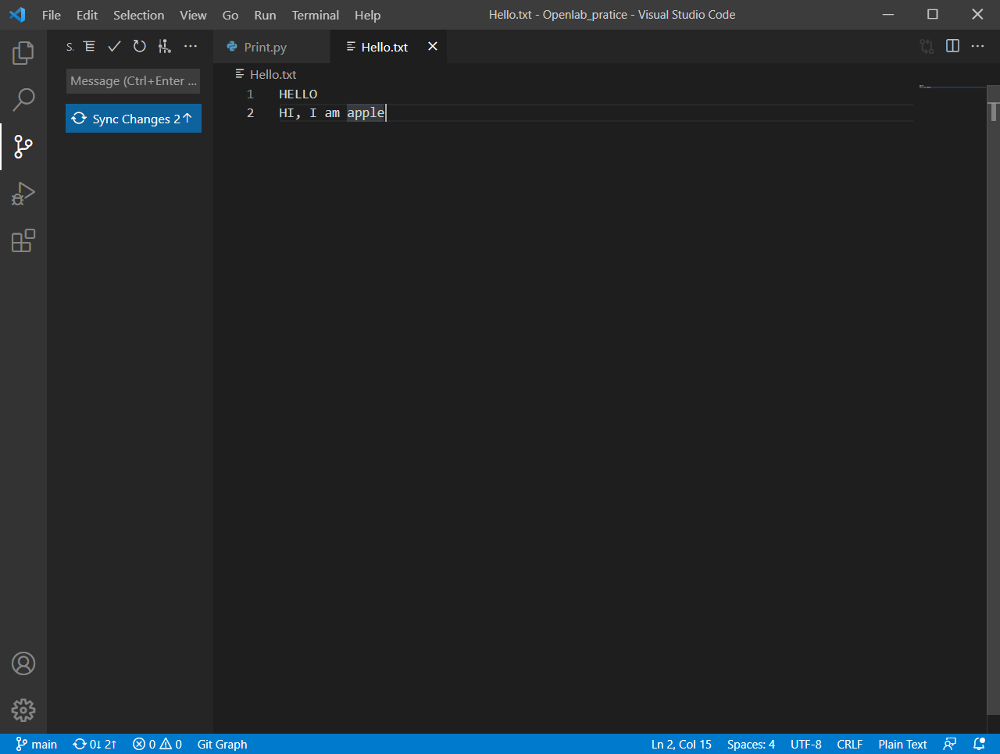 File Edit Selection View Go Run Terminal Help Hello.txt - Openlab_pratice - Visual Studio Code
S.
Print.py Hello.txt
Message (Ctrl+Enter ...
Sync Changes 2↑
Hello.txt
1 HELLO
2 HI, I am apple
main 0↓ 2↑ 0 0 Git Graph Ln 2, Col 15 Spaces: 4 UTF-8 CRLF Plain Text